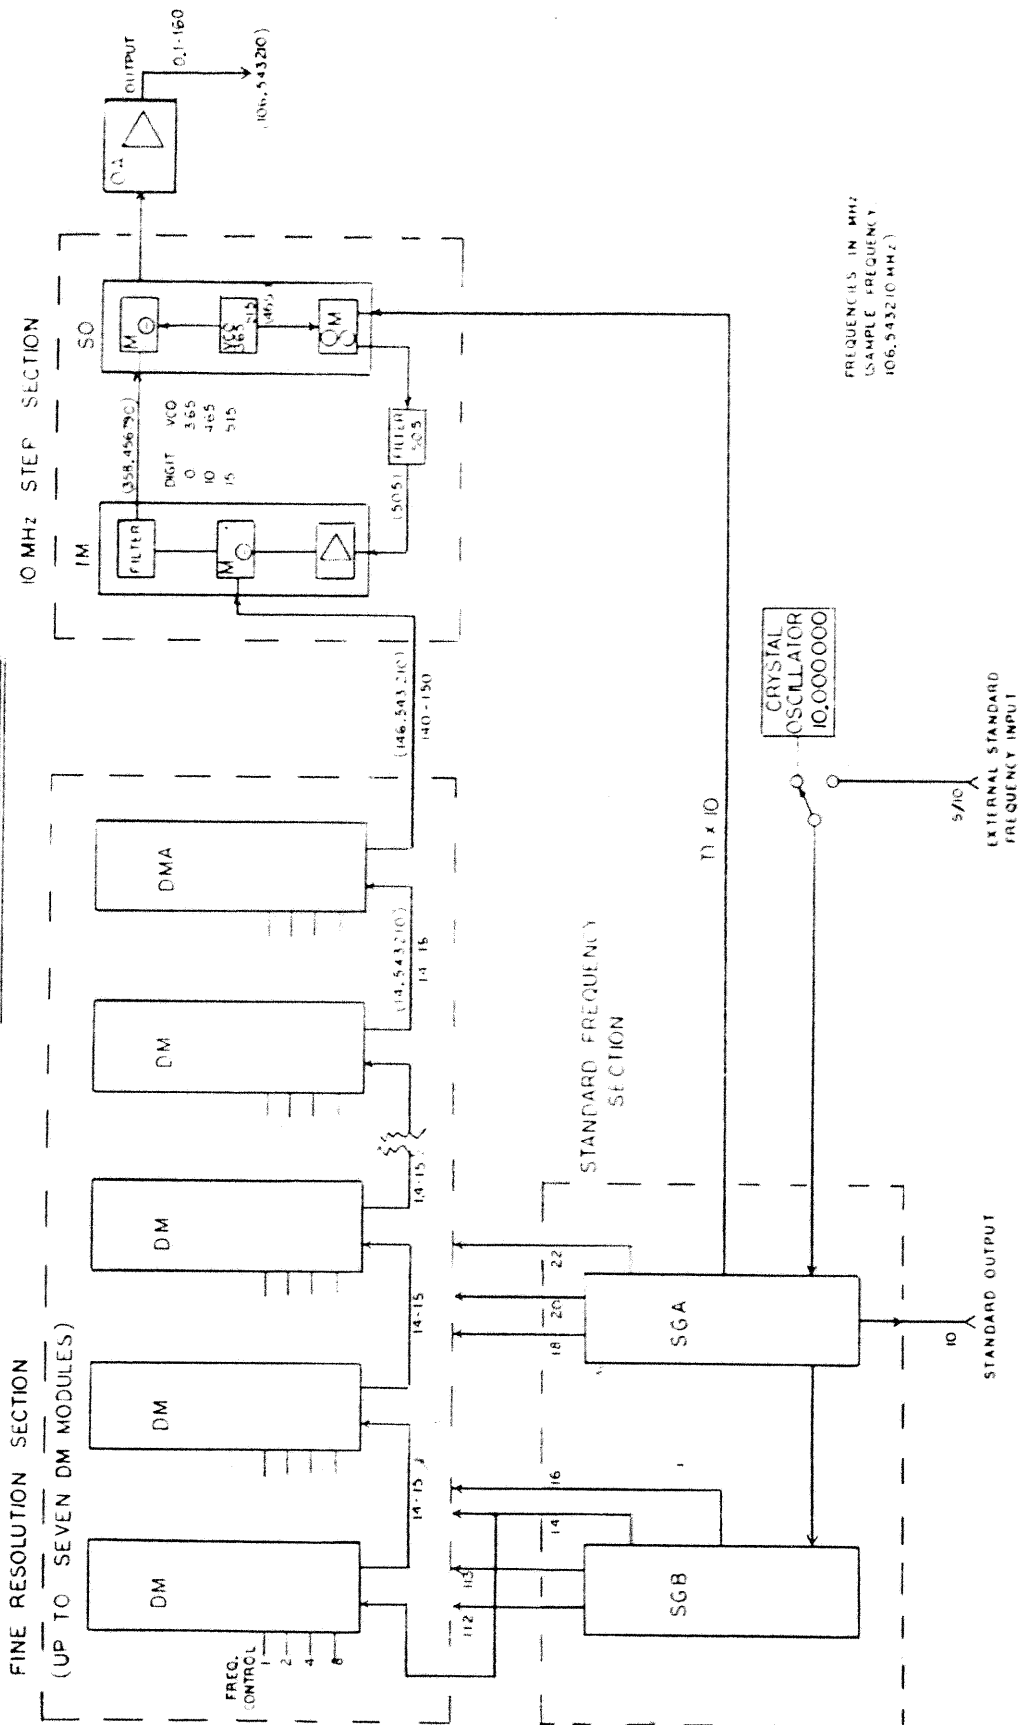 FINE RESOLUTION SECTION
(UP TO SEVEN DM MODULES)
10 MHz STEP SECTION
FREQ.
CONTROL
1
2
4
8
DM
DM
DM
DM
DMA
14-15
14-15
14-15
(14.543210)
14-15
(146.543210)
140-150
IM
FILTER
M
(358.456790)
DIGIT VCO
0 365
10 465
15 515
(505)
FILTER
505
SO
M
VCO
365
515
(465)
M
OA
OUTPUT
0.1-160
(106.543210)
112
113
14
16
18
20
22
STANDARD FREQUENCY
SECTION
SGB
SGA
n x 10
CRYSTAL
OSCILLATOR
10.000000
5/10
EXTERNAL STANDARD
FREQUENCY INPUT
10
STANDARD OUTPUT
FREQUENCIES IN MHz
(SAMPLE FREQUENCY
106.543210 MHz)